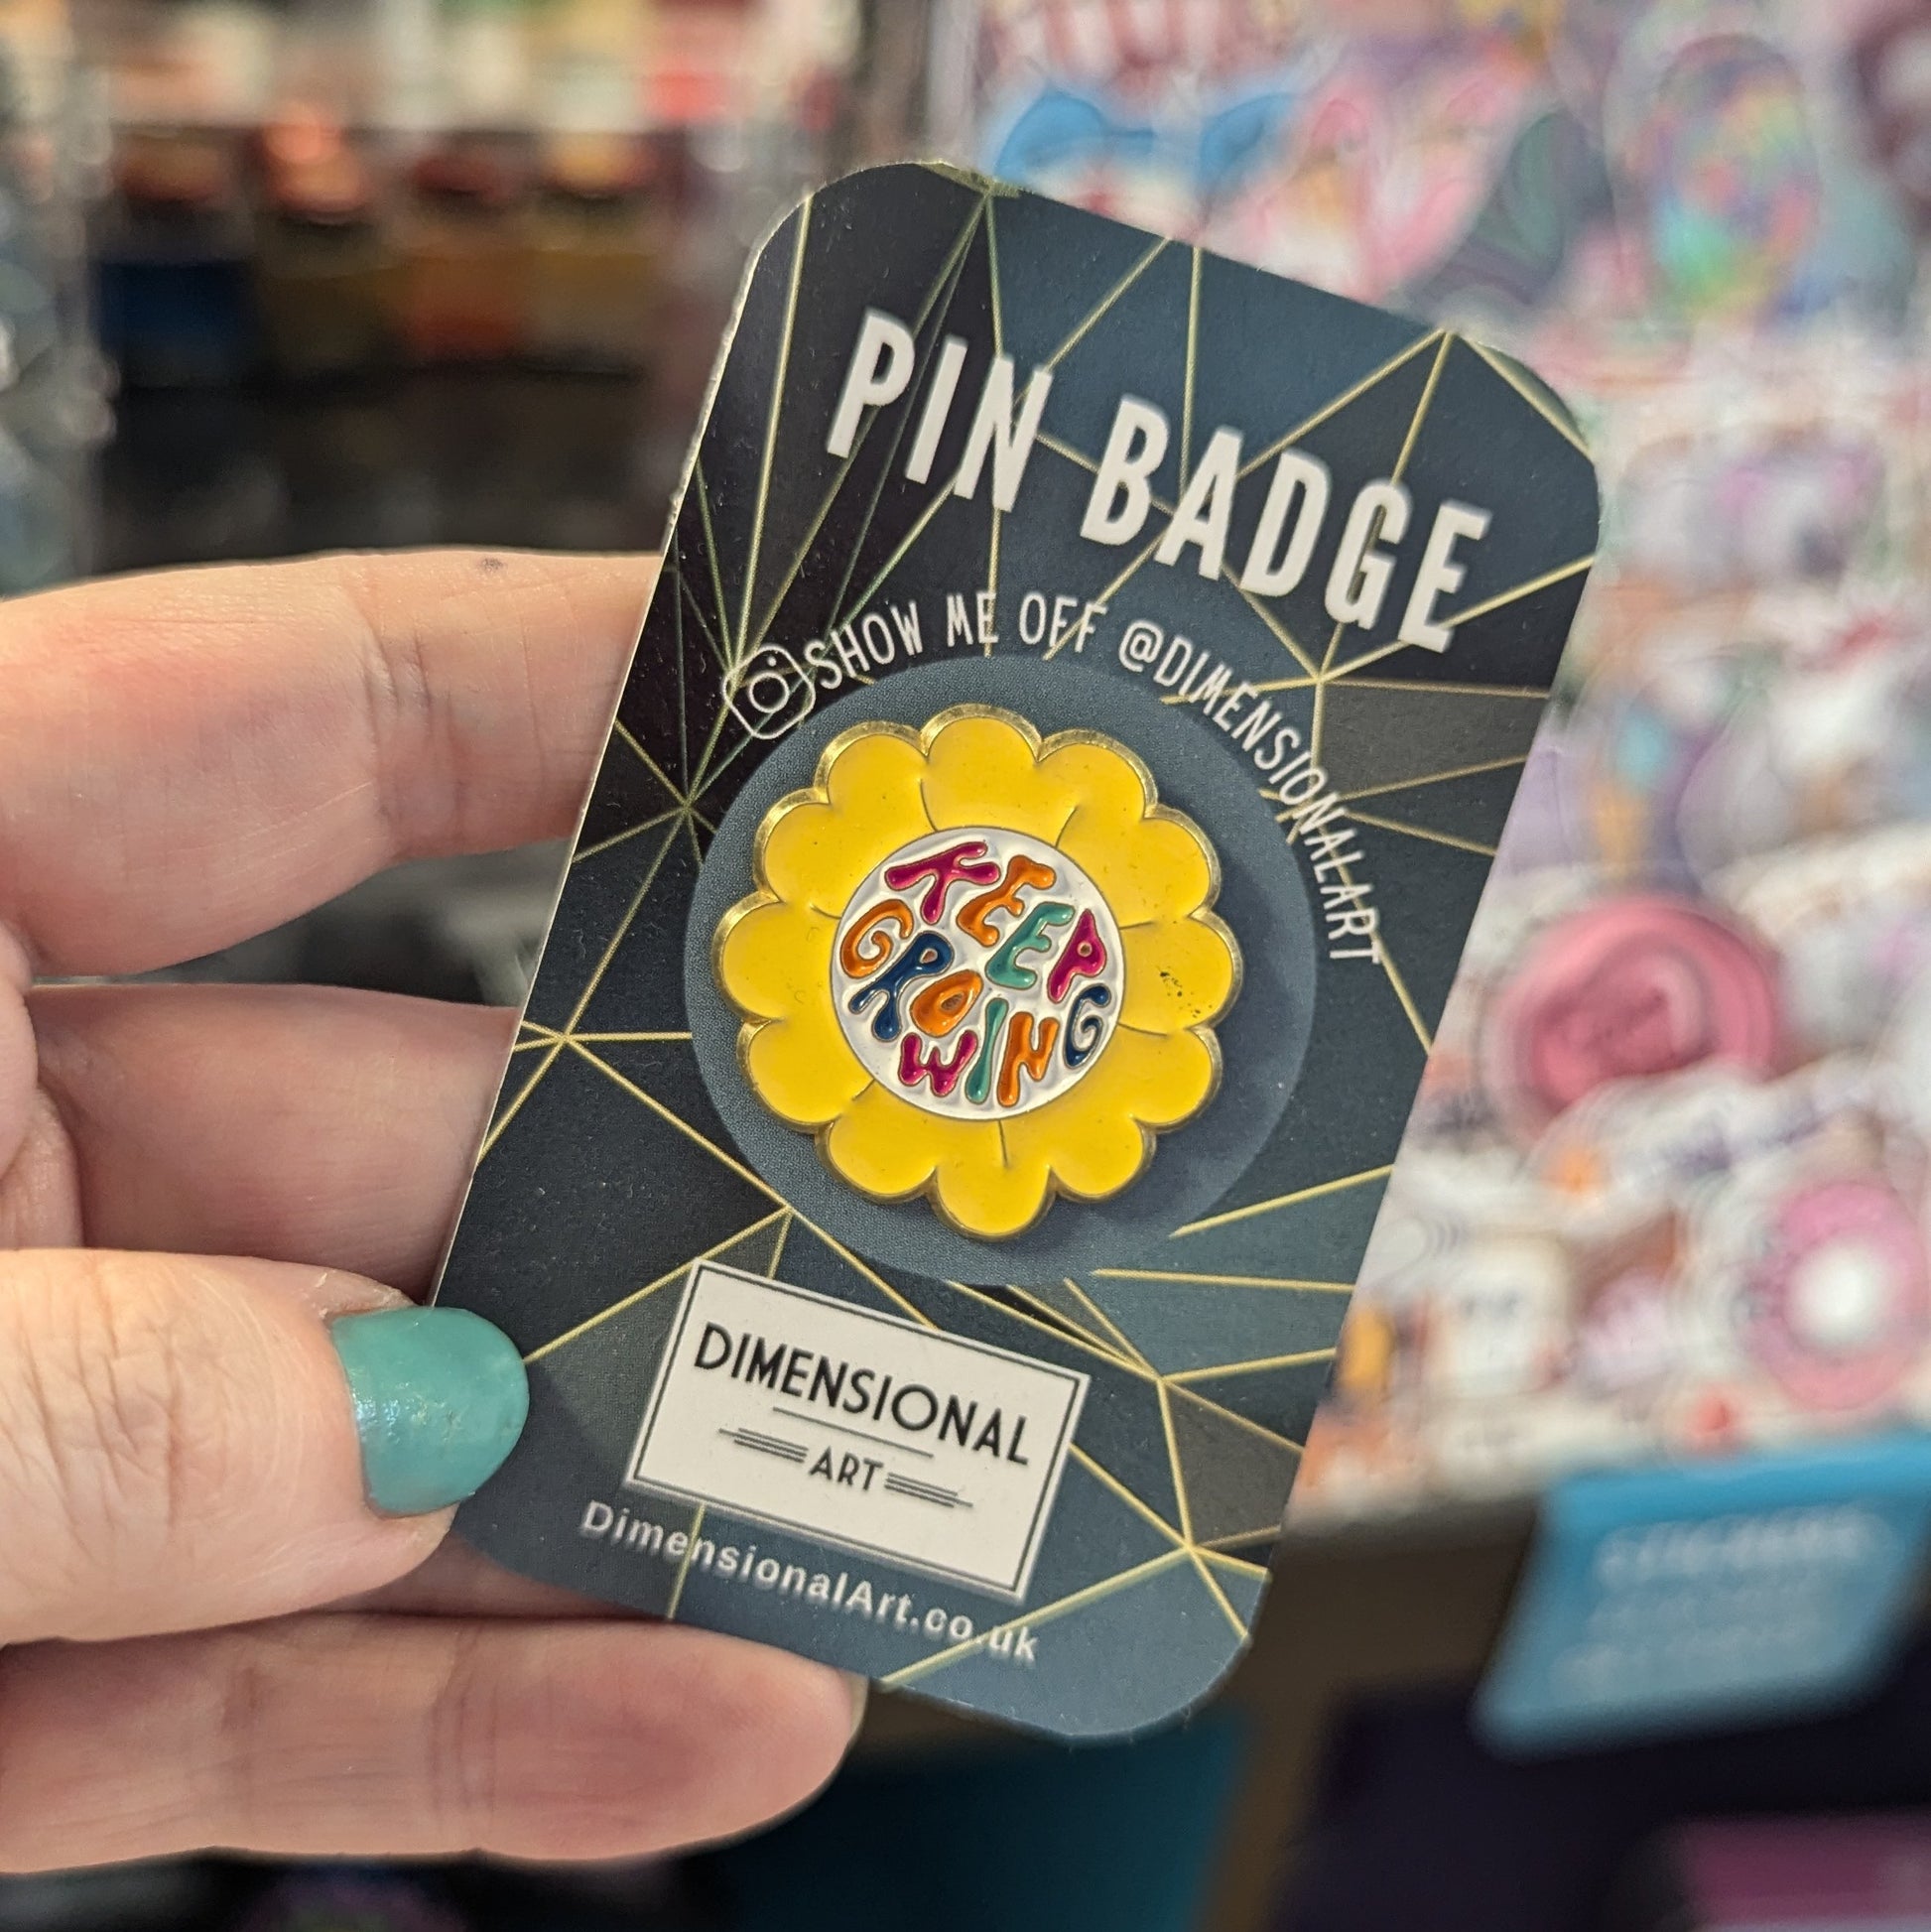 PIN BADGE
SHOW ME OFF @DIMENSIONALART
KEEP
GROWING
DIMENSIONAL
ART
DimensionalArt.co.uk